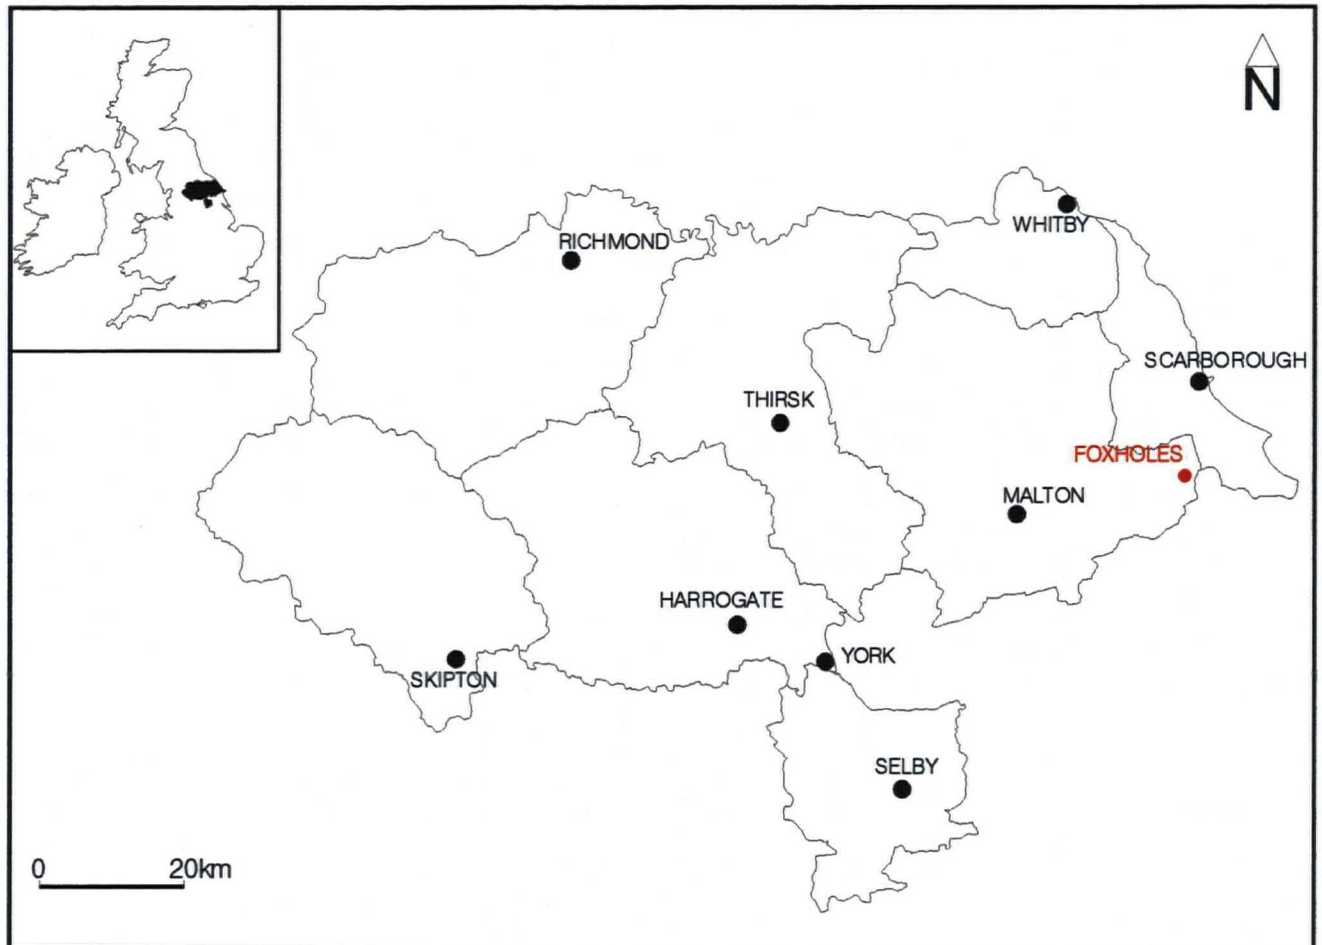 N
WHITBY
RICHMOND
SCARBOROUGH
THIRSK
FOXHOLES
MALTON
HARROGATE
YORK
SKIPTON
SELBY
0 20km